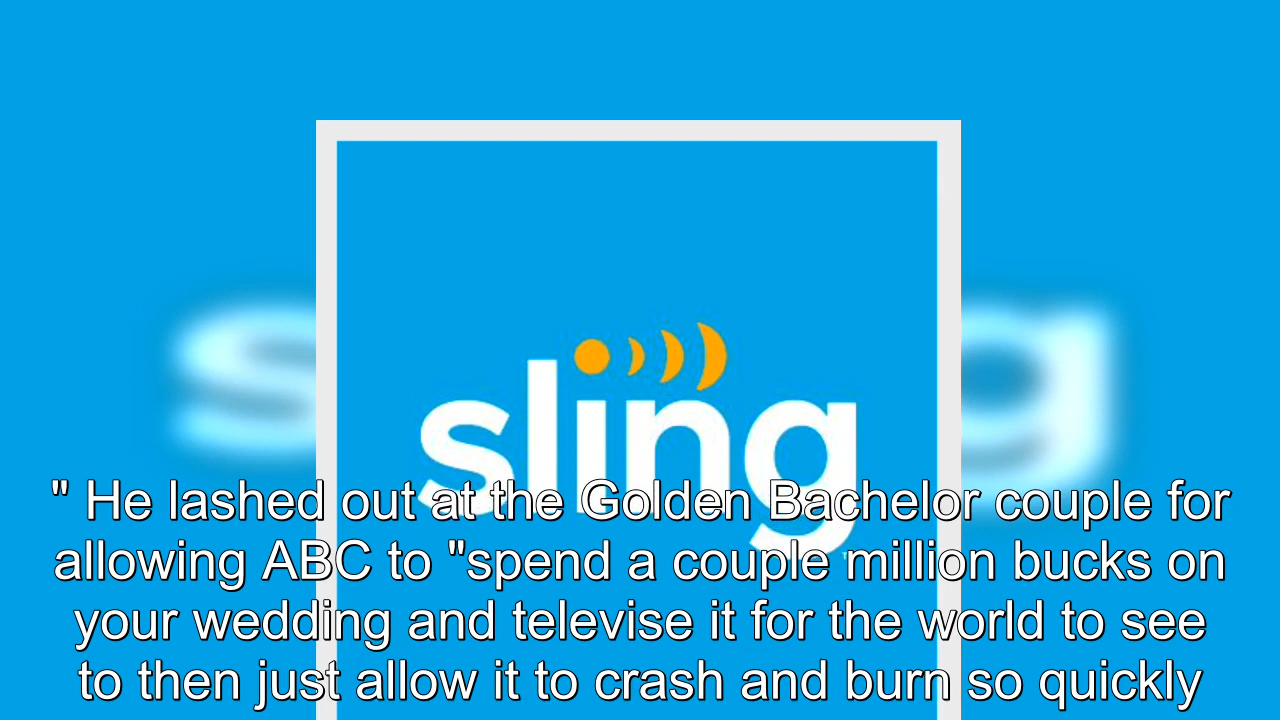 sling
" He lashed out at the Golden Bachelor couple for
allowing ABC to "spend a couple million bucks on
your wedding and televise it for the world to see
to then just allow it to crash and burn so quickly